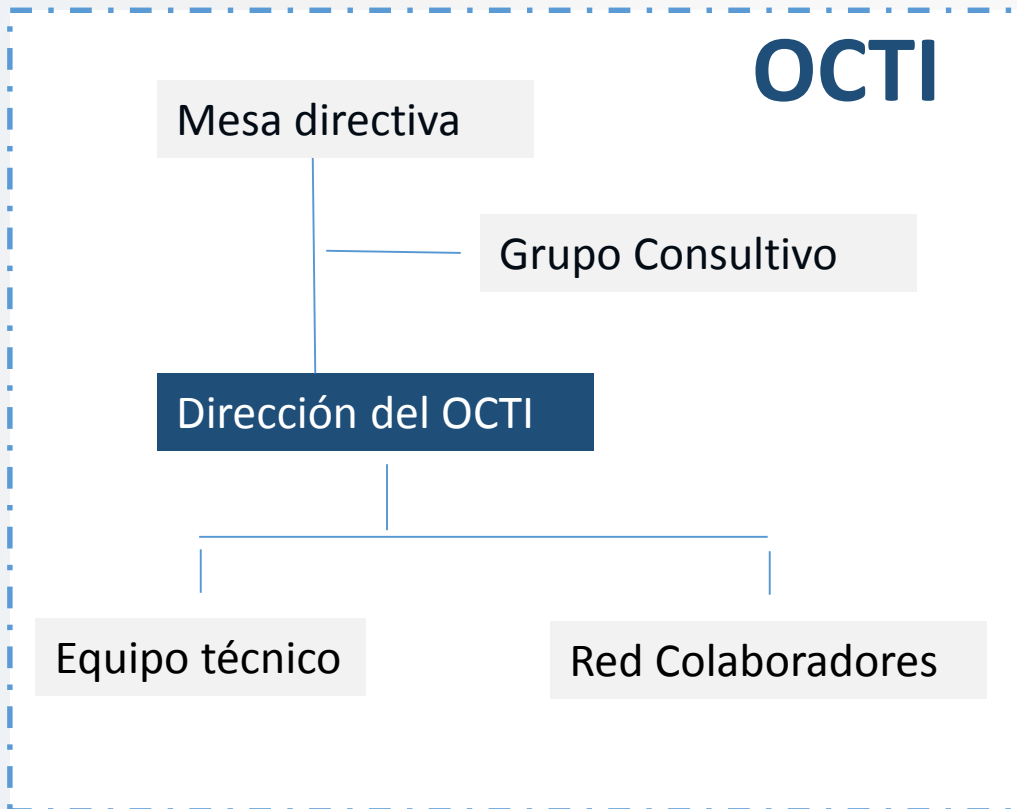 OCTI
Mesa directiva
Grupo Consultivo
Dirección del OCTI
Equipo técnico
Red Colaboradores